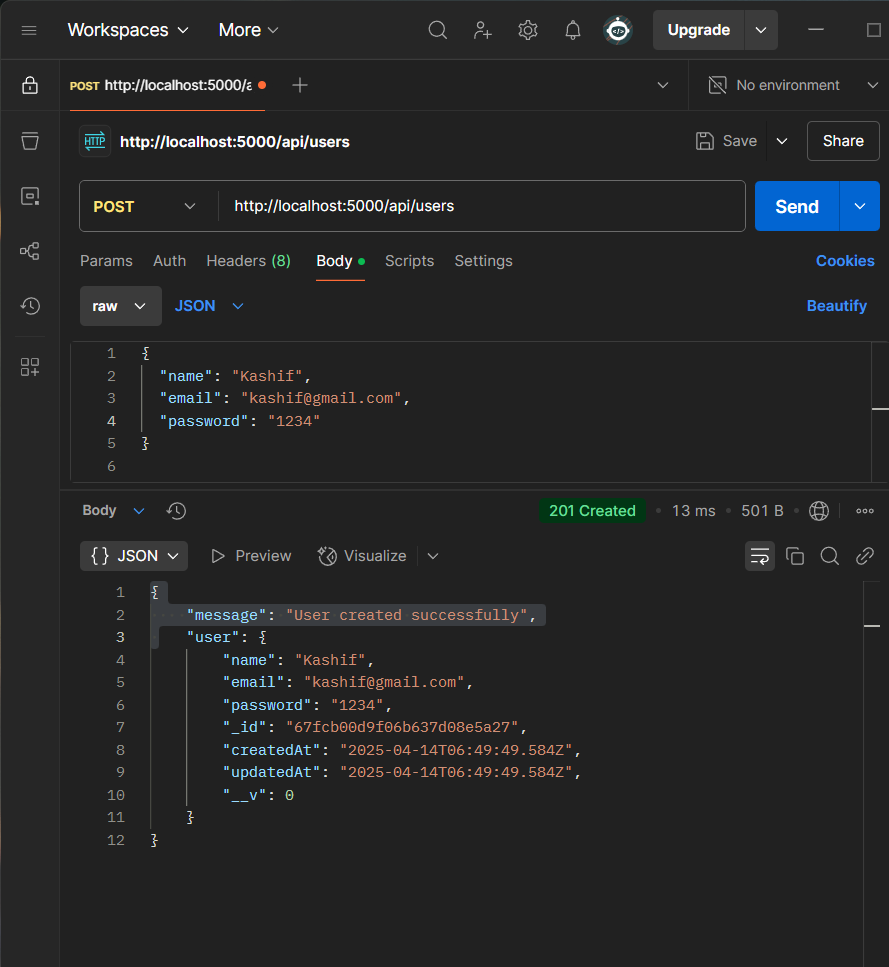 Workspaces More Upgrade
POST http://localhost:5000/a No environment
HTTP http://localhost:5000/api/users Save Share
POST http://localhost:5000/api/users Send
Params Auth Headers (8) Body Scripts Settings Cookies
raw JSON Beautify
1 {
2 "name": "Kashif",
3 "email": "kashif@gmail.com",
4 "password": "1234"
5 }
6
Body 201 Created 13 ms 501 B
{} JSON Preview Visualize
1 {
2 "message": "User created successfully",
3 "user": {
4 "name": "Kashif",
5 "email": "kashif@gmail.com",
6 "password": "1234",
7 "_id": "67fcb00d9f06b637d08e5a27",
8 "createdAt": "2025-04-14T06:49:49.584Z",
9 "updatedAt": "2025-04-14T06:49:49.584Z",
10 "__v": 0
11 }
12 }